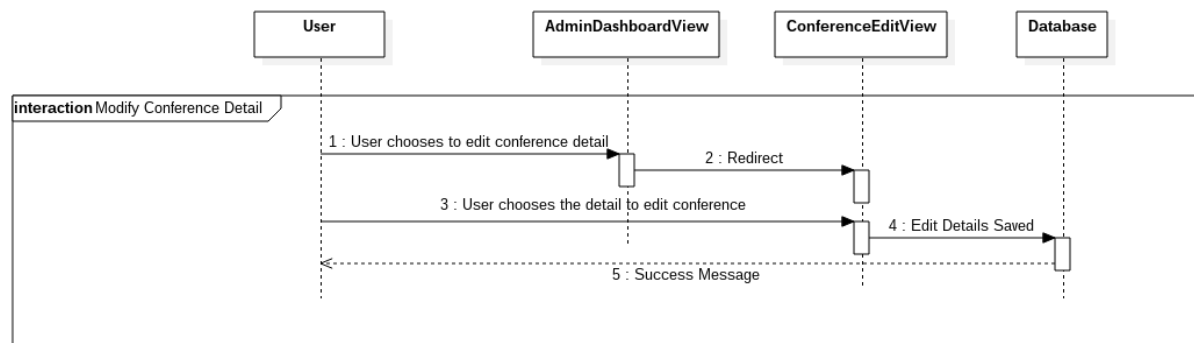 User
AdminDashboardView
ConferenceEditView
Database
interaction Modify Conference Detail
1 : User chooses to edit conference detail
2 : Redirect
3 : User chooses the detail to edit conference
4 : Edit Details Saved
5 : Success Message